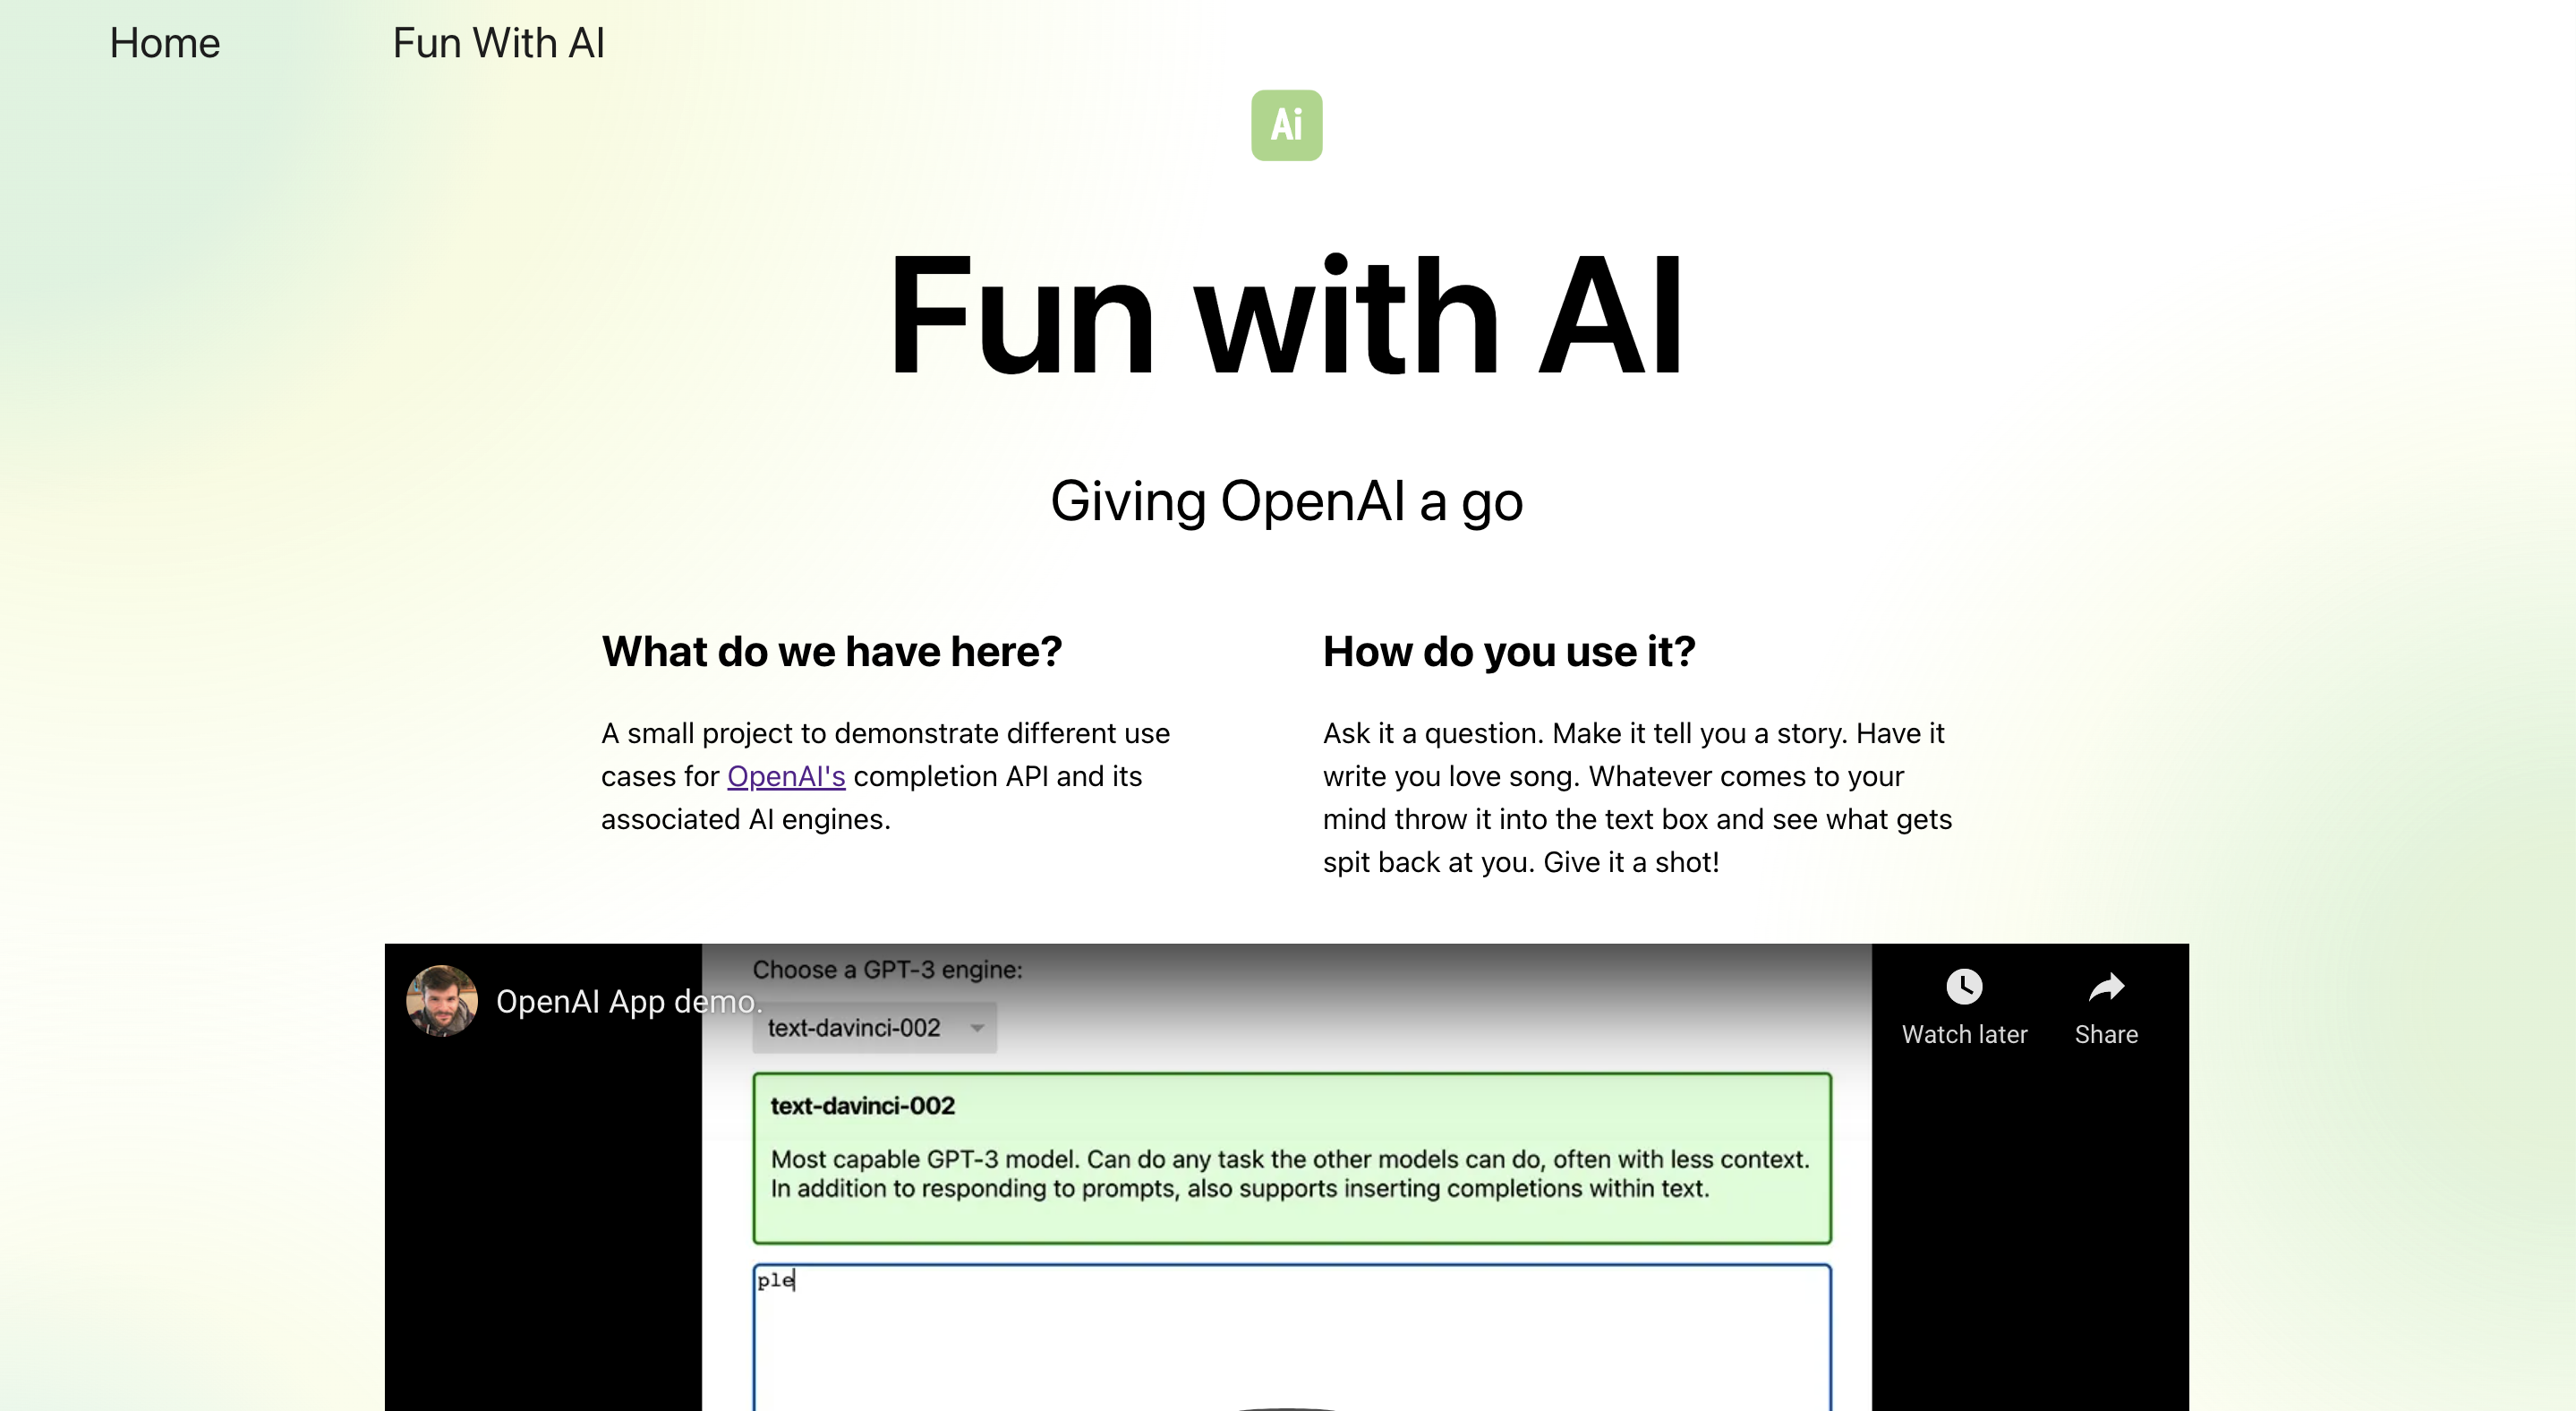 Home
Fun With AI
Ai
Fun with AI
Giving OpenAI a go
What do we have here?
A small project to demonstrate different use
cases for OpenAI's completion API and its
associated AI engines.
How do you use it?
Ask it a question. Make it tell you a story. Have it
write you love song. Whatever comes to your
mind throw it into the text box and see what gets
spit back at you. Give it a shot!
OpenAI App demo.
Choose a GPT-3 engine:
text-davinci-002
Watch later
Share
text-davinci-002
Most capable GPT-3 model. Can do any task the other models can do, often with less context.
In addition to responding to prompts, also supports inserting completions within text.
ple